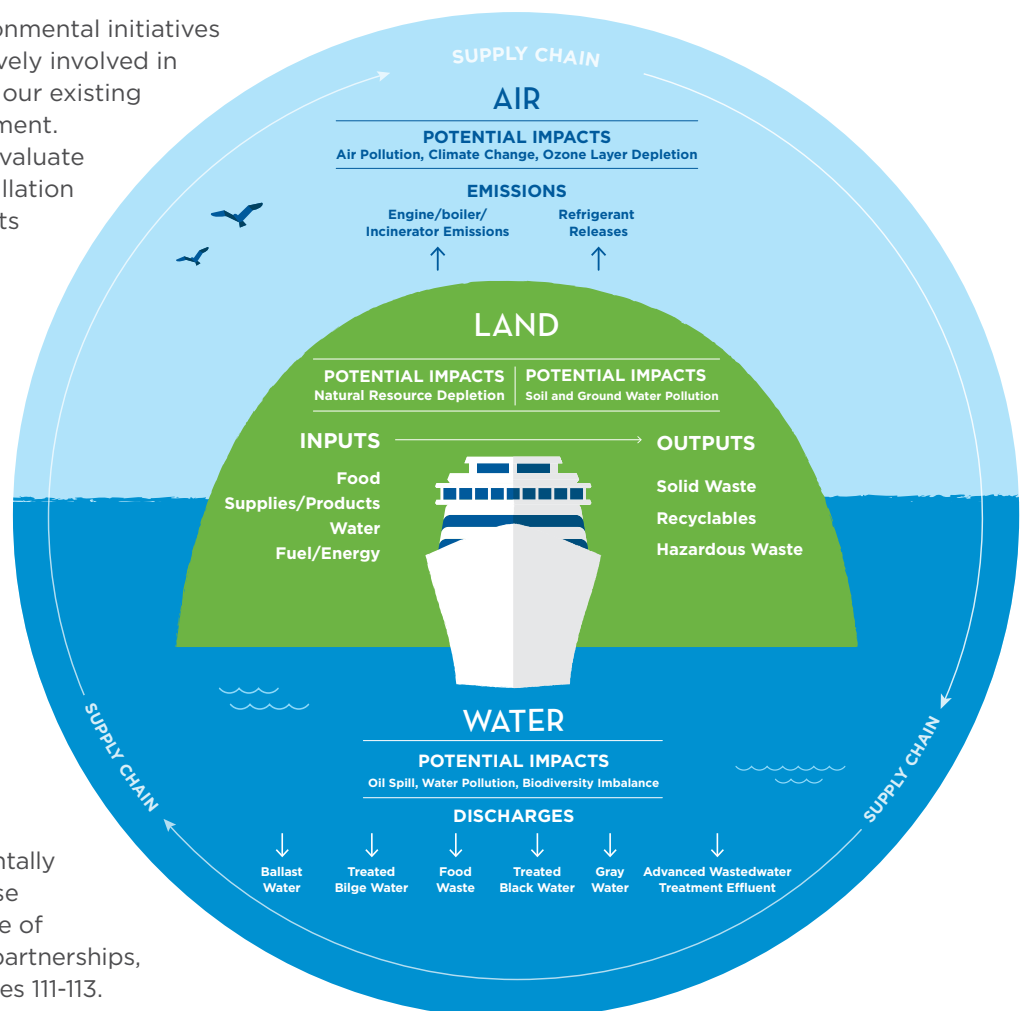 onmental initiatives
vely involved in
our existing
ment.
valuate
llation
ts
SUPPLY CHAIN
AIR
POTENTIAL IMPACTS
Air Pollution, Climate Change, Ozone Layer Depletion
EMISSIONS
Engine/boiler/
Incinerator Emissions
Refrigerant
Releases
LAND
POTENTIAL IMPACTS
Natural Resource Depletion
POTENTIAL IMPACTS
Soil and Ground Water Pollution
INPUTS
Food
Supplies/Products
Water
Fuel/Energy
OUTPUTS
Solid Waste
Recyclables
Hazardous Waste
WATER
POTENTIAL IMPACTS
Oil Spill, Water Pollution, Biodiversity Imbalance
DISCHARGES
Ballast
Water
Treated
Bilge Water
Food
Waste
Treated
Black Water
Gray
Water
Advanced Wastedwater
Treatment Effluent
SUPPLY CHAIN
SUPPLY CHAIN
ntally
se
e of
partnerships,
es 111-113.